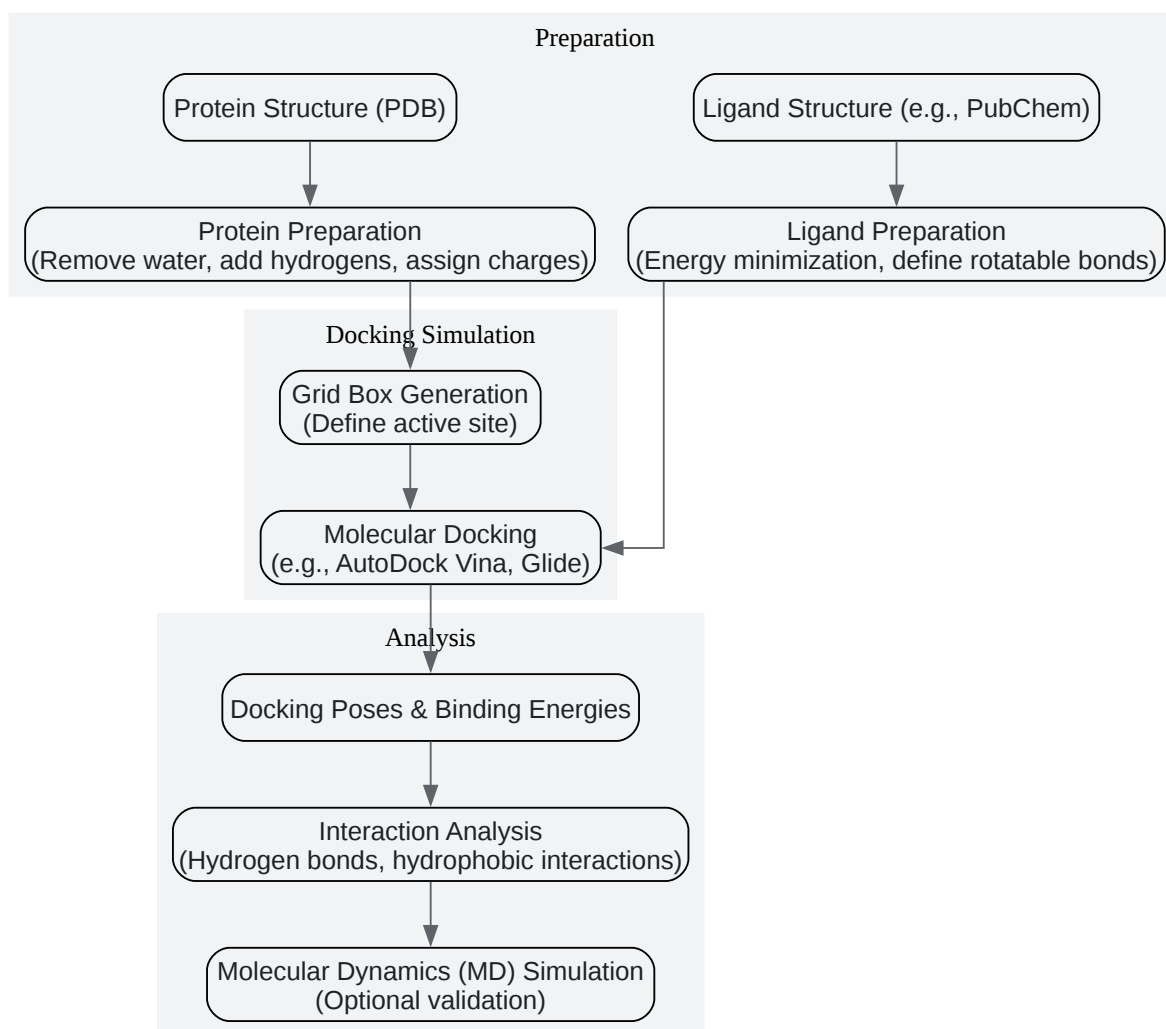 Preparation
Protein Structure (PDB)
Ligand Structure (e.g., PubChem)
Protein Preparation
(Remove water, add hydrogens, assign charges)
Ligand Preparation
(Energy minimization, define rotatable bonds)
Docking Simulation
Grid Box Generation
(Define active site)
Molecular Docking
(e.g., AutoDock Vina, Glide)
Analysis
Docking Poses & Binding Energies
Interaction Analysis
(Hydrogen bonds, hydrophobic interactions)
Molecular Dynamics (MD) Simulation
(Optional validation)